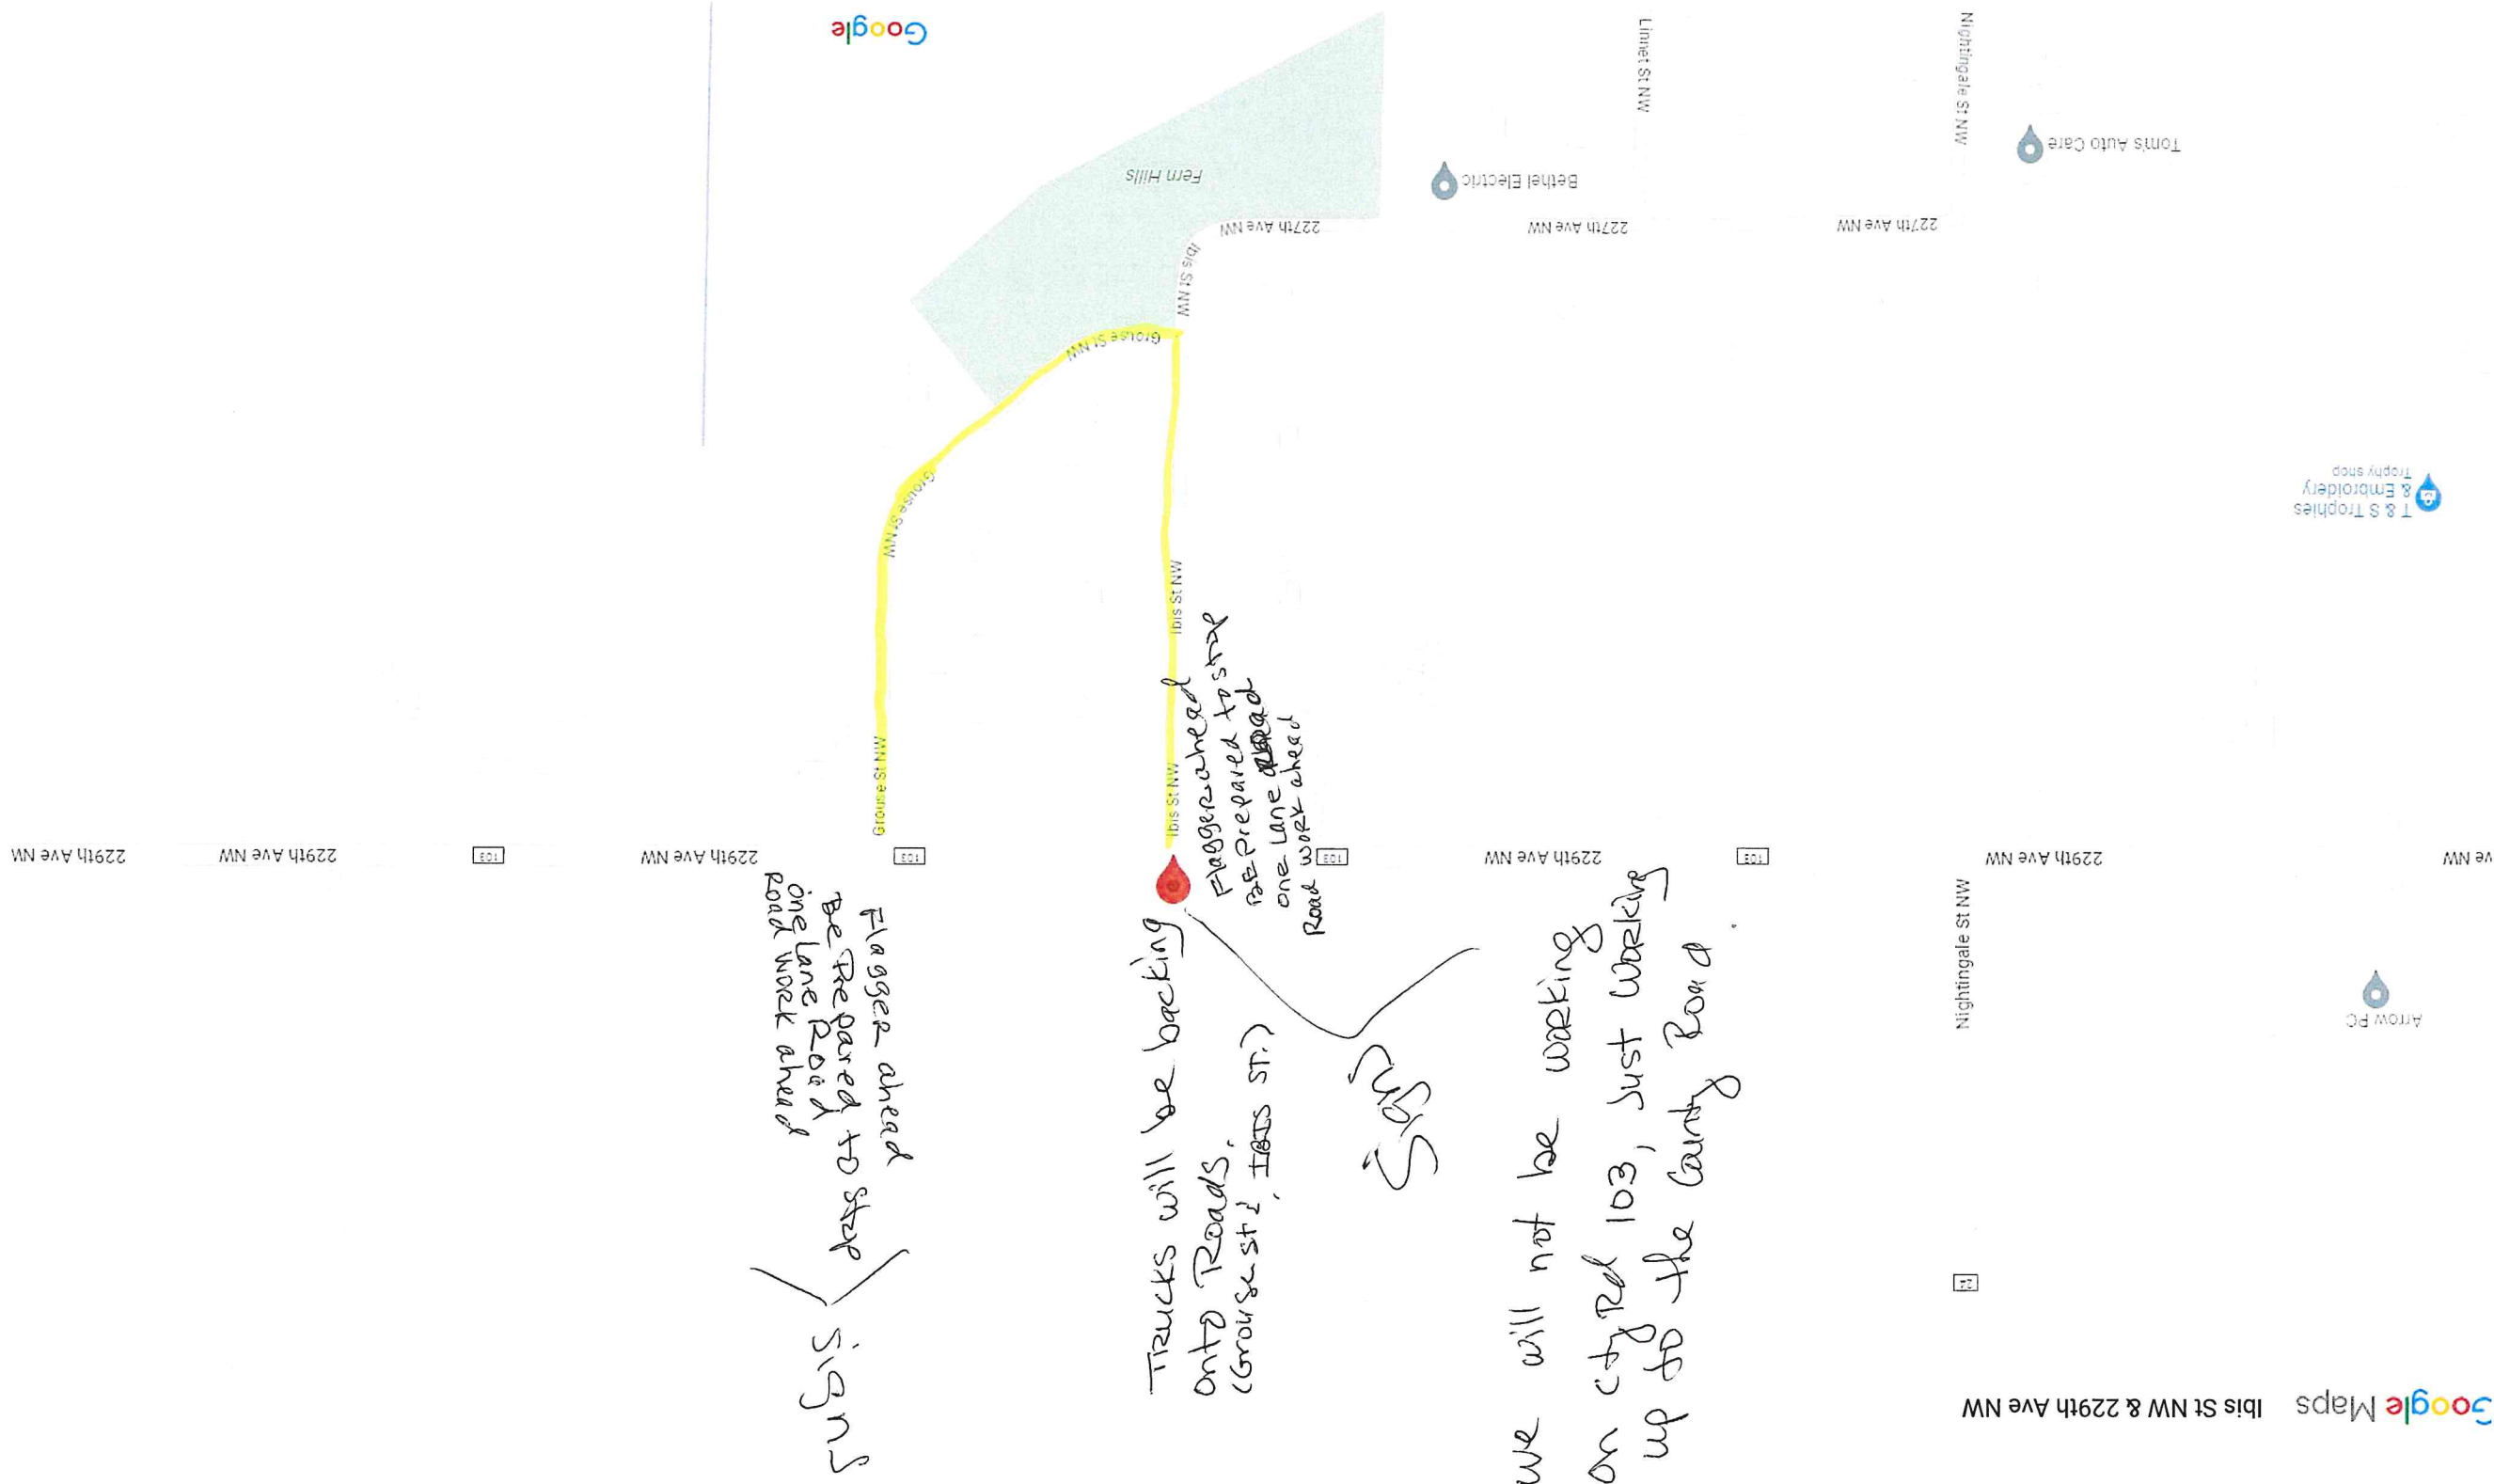 Google Maps
Ibis St NW & 229th Ave NW
21
Arrow PC
Nightingale St NW
ve NW
229th Ave NW
103
229th Ave NW
103
103
229th Ave NW
103
229th Ave NW
229th Ave NW
T & S Trophies
& Embroidery
Trophy shop
Tom's Auto Care
Nightingale St NW
Linnet St NW
227th Ave NW
227th Ave NW
Bethel Electric
227th Ave NW
Fern Hills
Ibis St NW
Grouse St NW
Grouse St NW
Grouse St NW
Ibis St NW
Ibis St NW
Google
Flagger ahead
Be Prepared to Stop
one lane Road
Road work ahead
Signs
Flagger ahead
BE Prepared to stop
one Lane Road
Road work ahead
Signs
Trucks will be backing
onto Roads.
(Grouse St & IBIS ST.)
we will not be working
on cty Rd 103, Just working
up to the County Road.